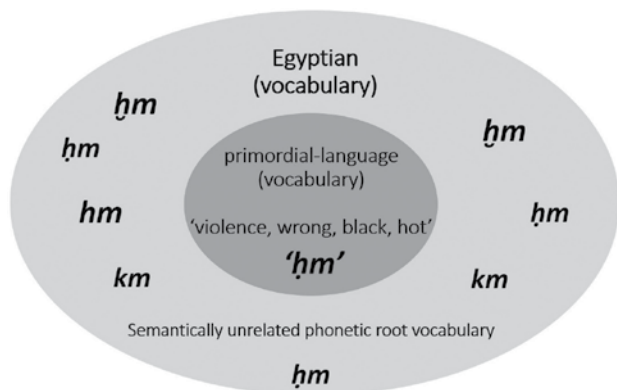 Egyptian
(vocabulary)
ḫm
ḫm
ḥm
primordial-language
(vocabulary)
hm
ḥm
'violence, wrong, black, hot'
'ḥm'
km
km
Semantically unrelated phonetic root vocabulary
ḥm